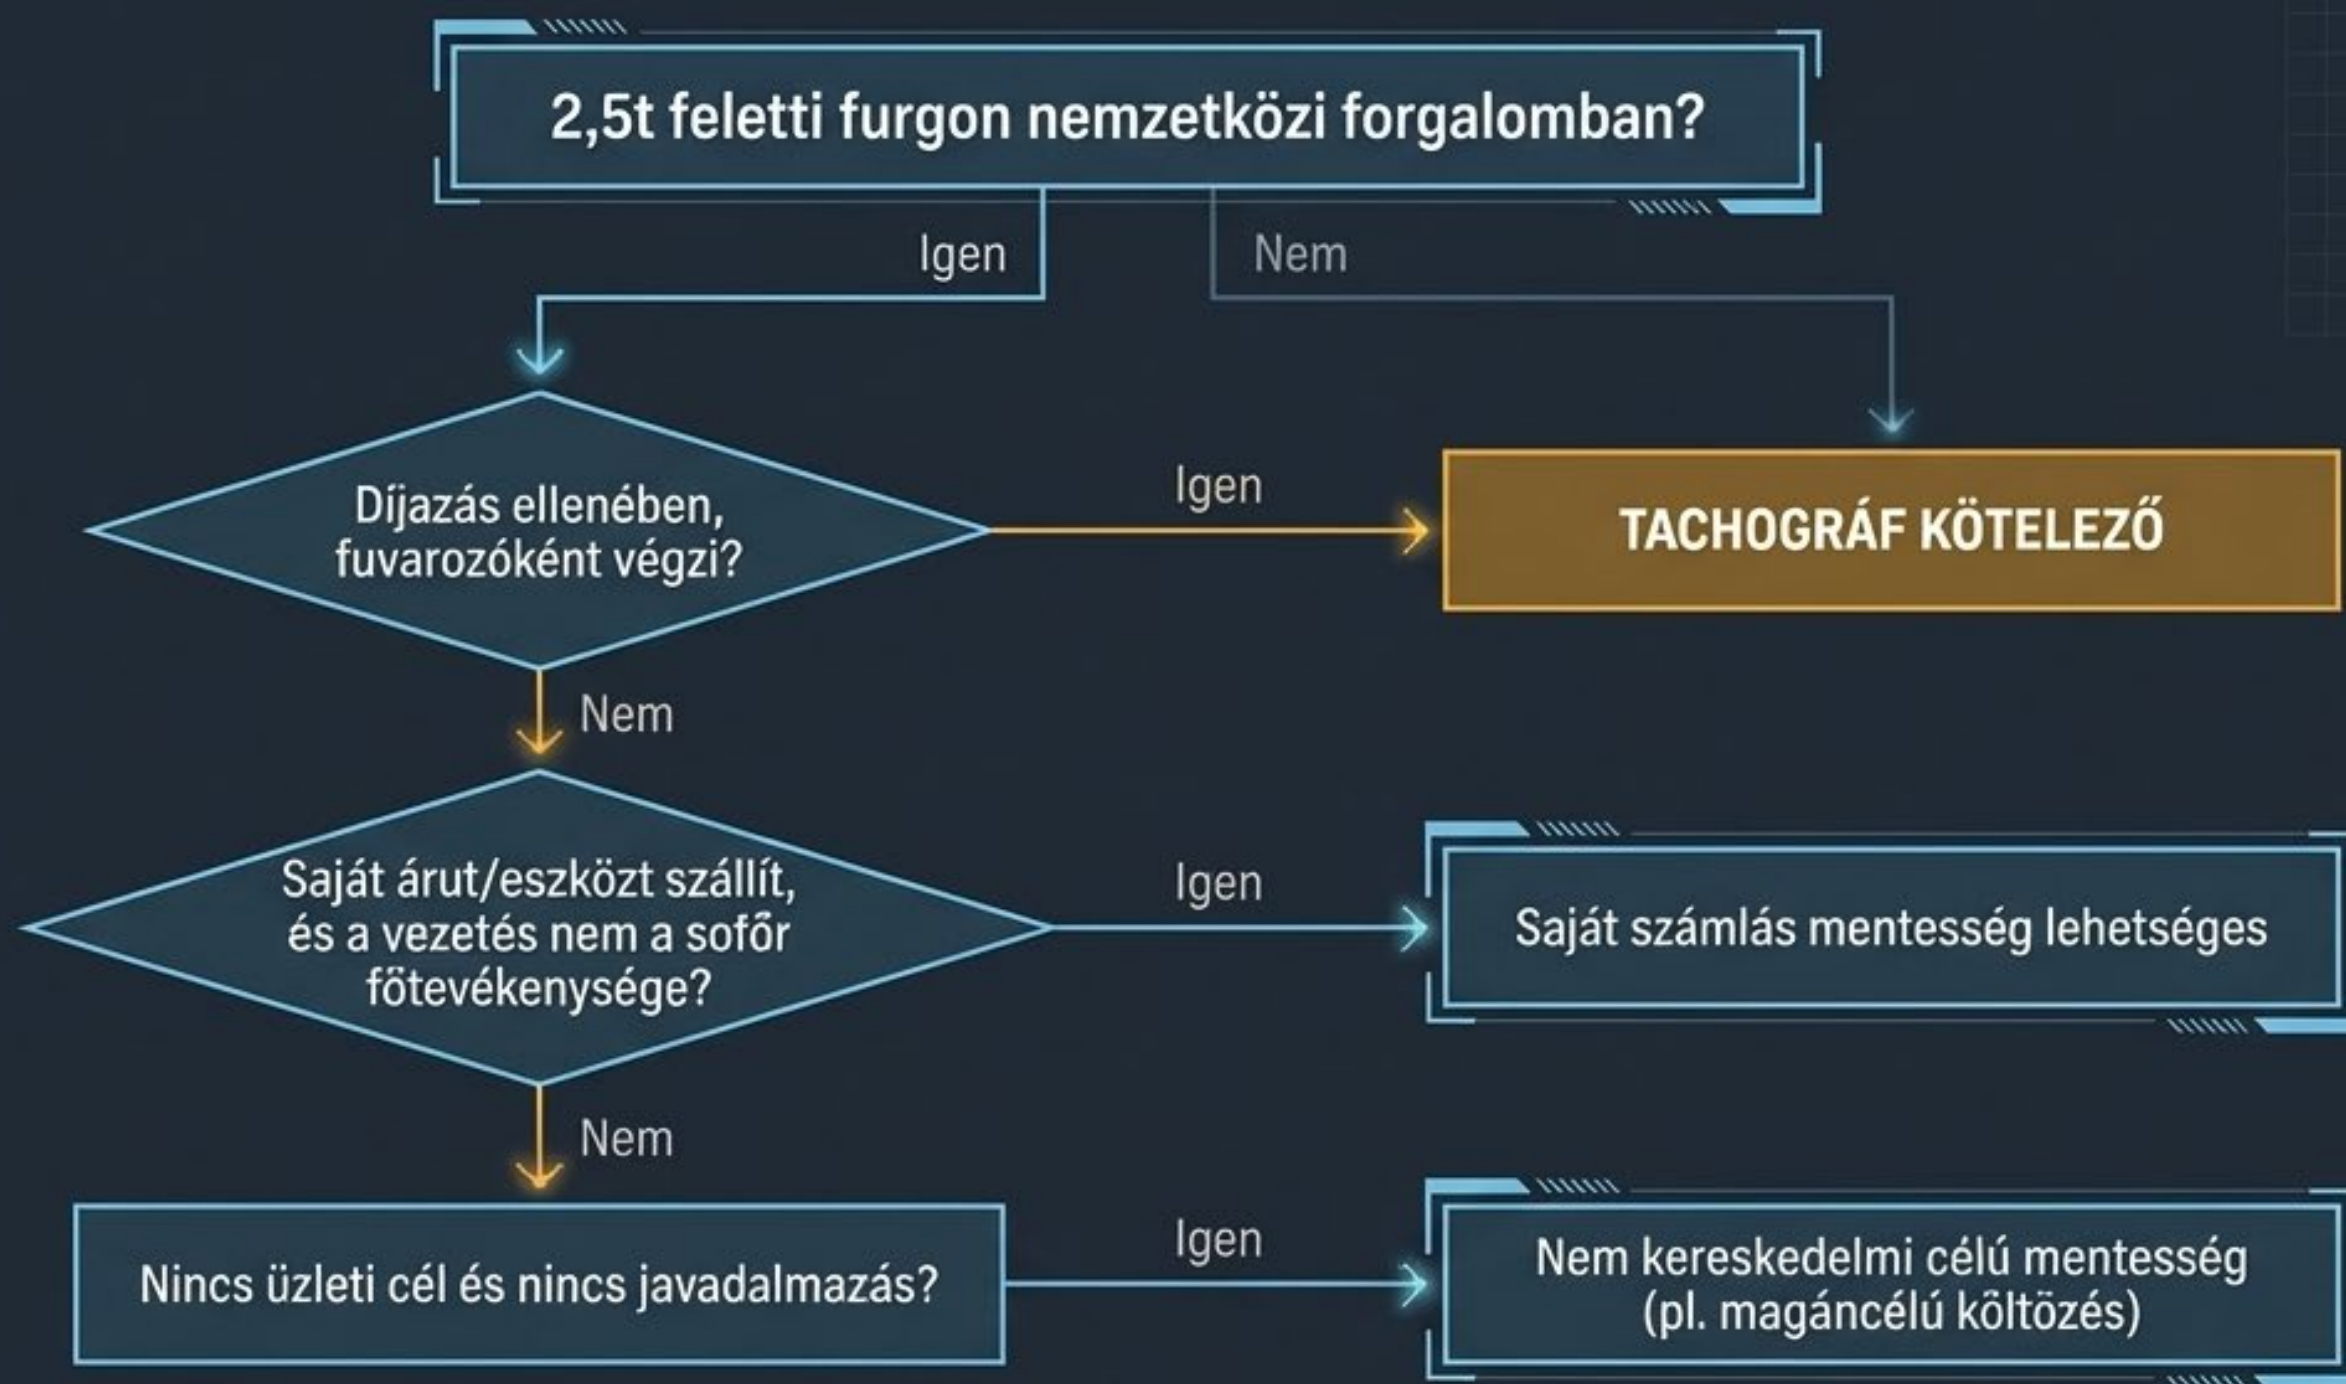 2,5t feletti furgon nemzetközi forgalomban?
Igen
Nem
Díjazás ellenében,
fuvarozóként végzi?
Igen
TACHOGRÁF KÖTELEZŐ
Nem
Saját árut/eszközt szállít,
és a vezetés nem a sofőr
főtevékenysége?
Igen
Saját számlás mentesség lehetséges
Nem
Nincs üzleti cél és nincs javadalmazás?
Igen
Nem kereskedelmi célú mentesség
(pl. magáncélú költözés)